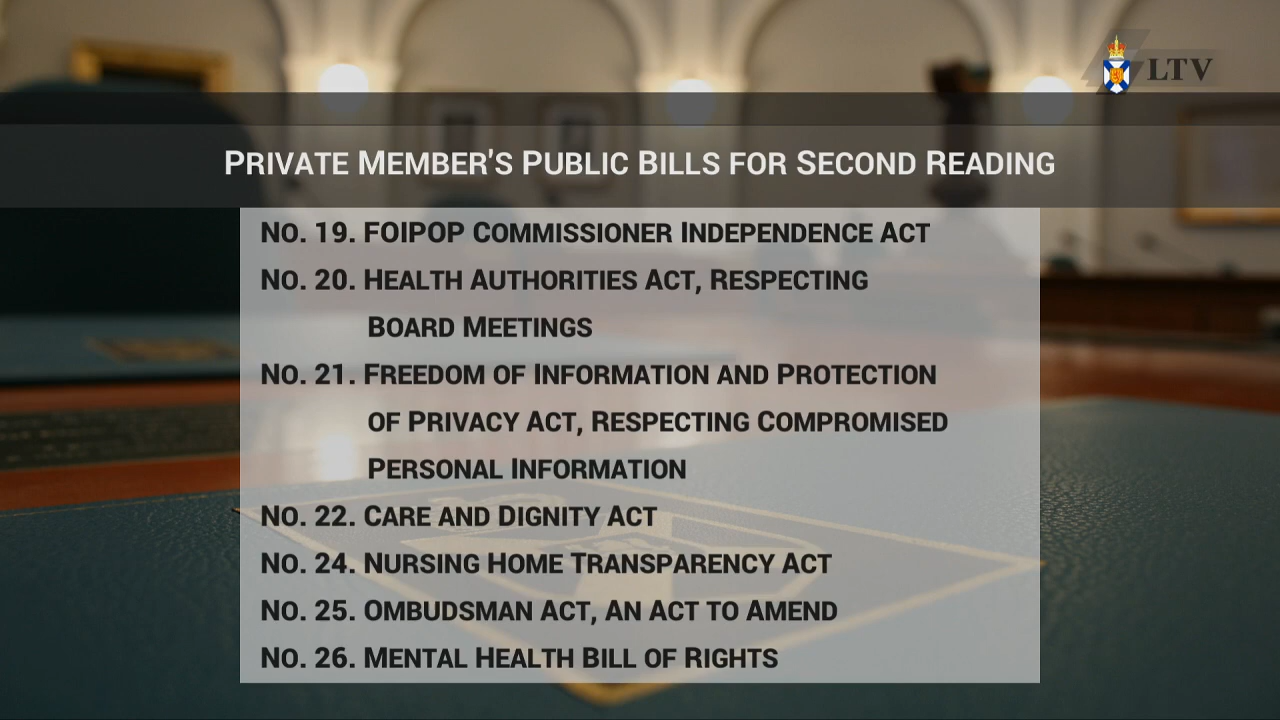 LTV
PRIVATE MEMBER'S PUBLIC BILLS FOR SECOND READING
NO. 19. FOIPOP COMMISSIONER INDEPENDENCE ACT
NO. 20. HEALTH AUTHORITIES ACT, RESPECTING
BOARD MEETINGS
NO. 21. FREEDOM OF INFORMATION AND PROTECTION
OF PRIVACY ACT, RESPECTING COMPROMISED
PERSONAL INFORMATION
NO. 22. CARE AND DIGNITY ACT
NO. 24. NURSING HOME TRANSPARENCY ACT
NO. 25. OMBUDSMAN ACT, AN ACT TO AMEND
NO. 26. MENTAL HEALTH BILL OF RIGHTS